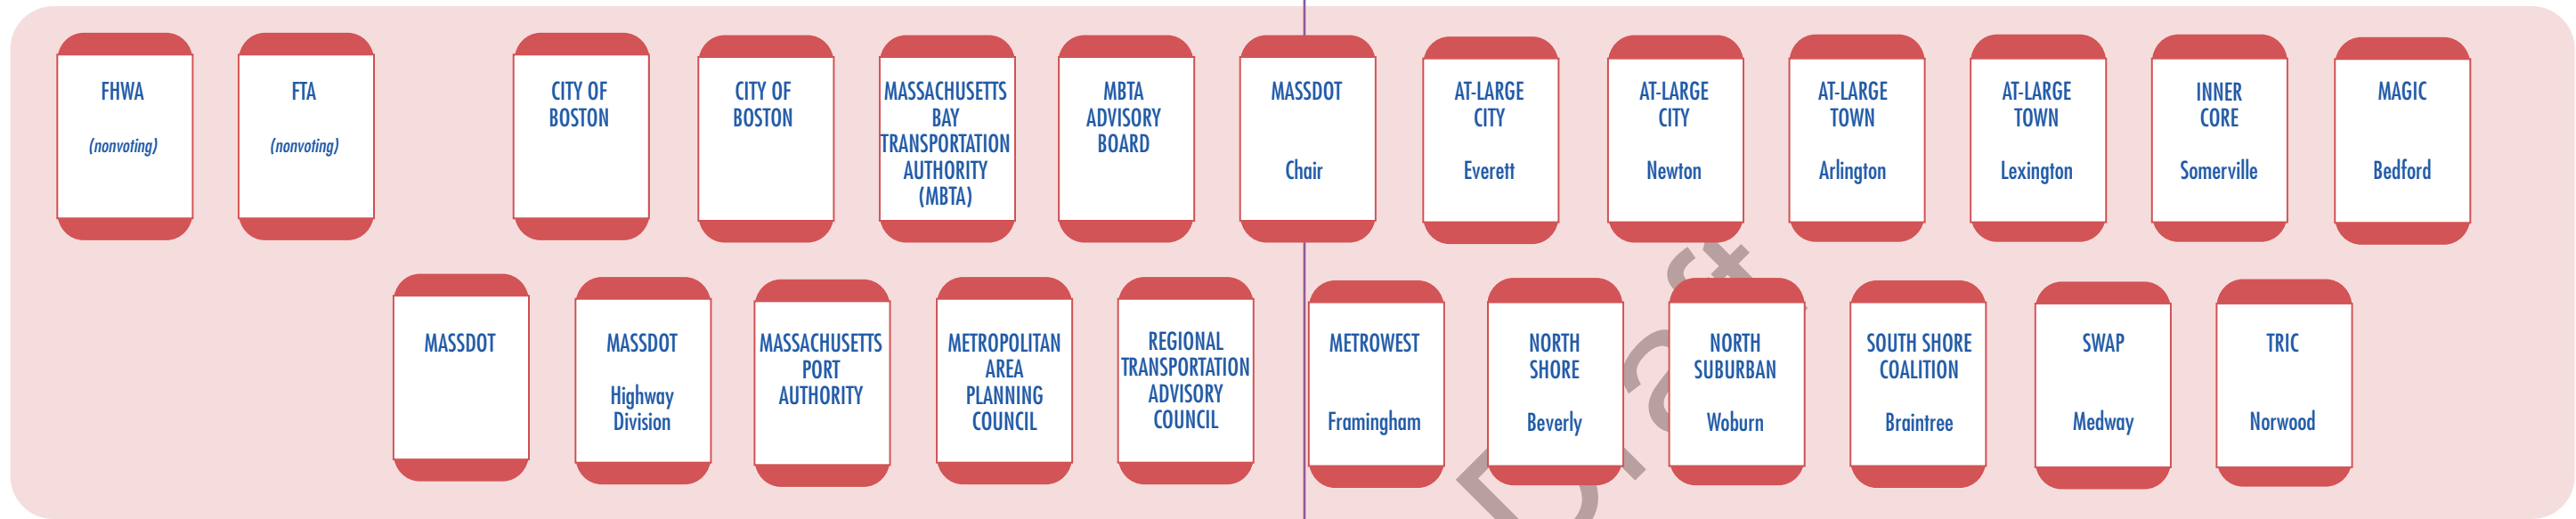 FHWA
(nonvoting)
FTA
(nonvoting)
CITY OF
BOSTON
CITY OF
BOSTON
MASSACHUSETTS
BAY
TRANSPORTATION
AUTHORITY
(MBTA)
MBTA
ADVISORY
BOARD
MASSDOT
Chair
AT-LARGE
CITY
Everett
AT-LARGE
CITY
Newton
AT-LARGE
TOWN
Arlington
AT-LARGE
TOWN
Lexington
INNER
CORE
Somerville
MAGIC
Bedford
MASSDOT
MASSDOT
Highway
Division
MASSACHUSETTS
PORT
AUTHORITY
METROPOLITAN
AREA
PLANNING
COUNCIL
REGIONAL
TRANSPORTATION
ADVISORY
COUNCIL
METROWEST
Framingham
NORTH
SHORE
Beverly
NORTH
SUBURBAN
Woburn
SOUTH SHORE
COALITION
Braintree
SWAP
Medway
TRIC
Norwood
Draft